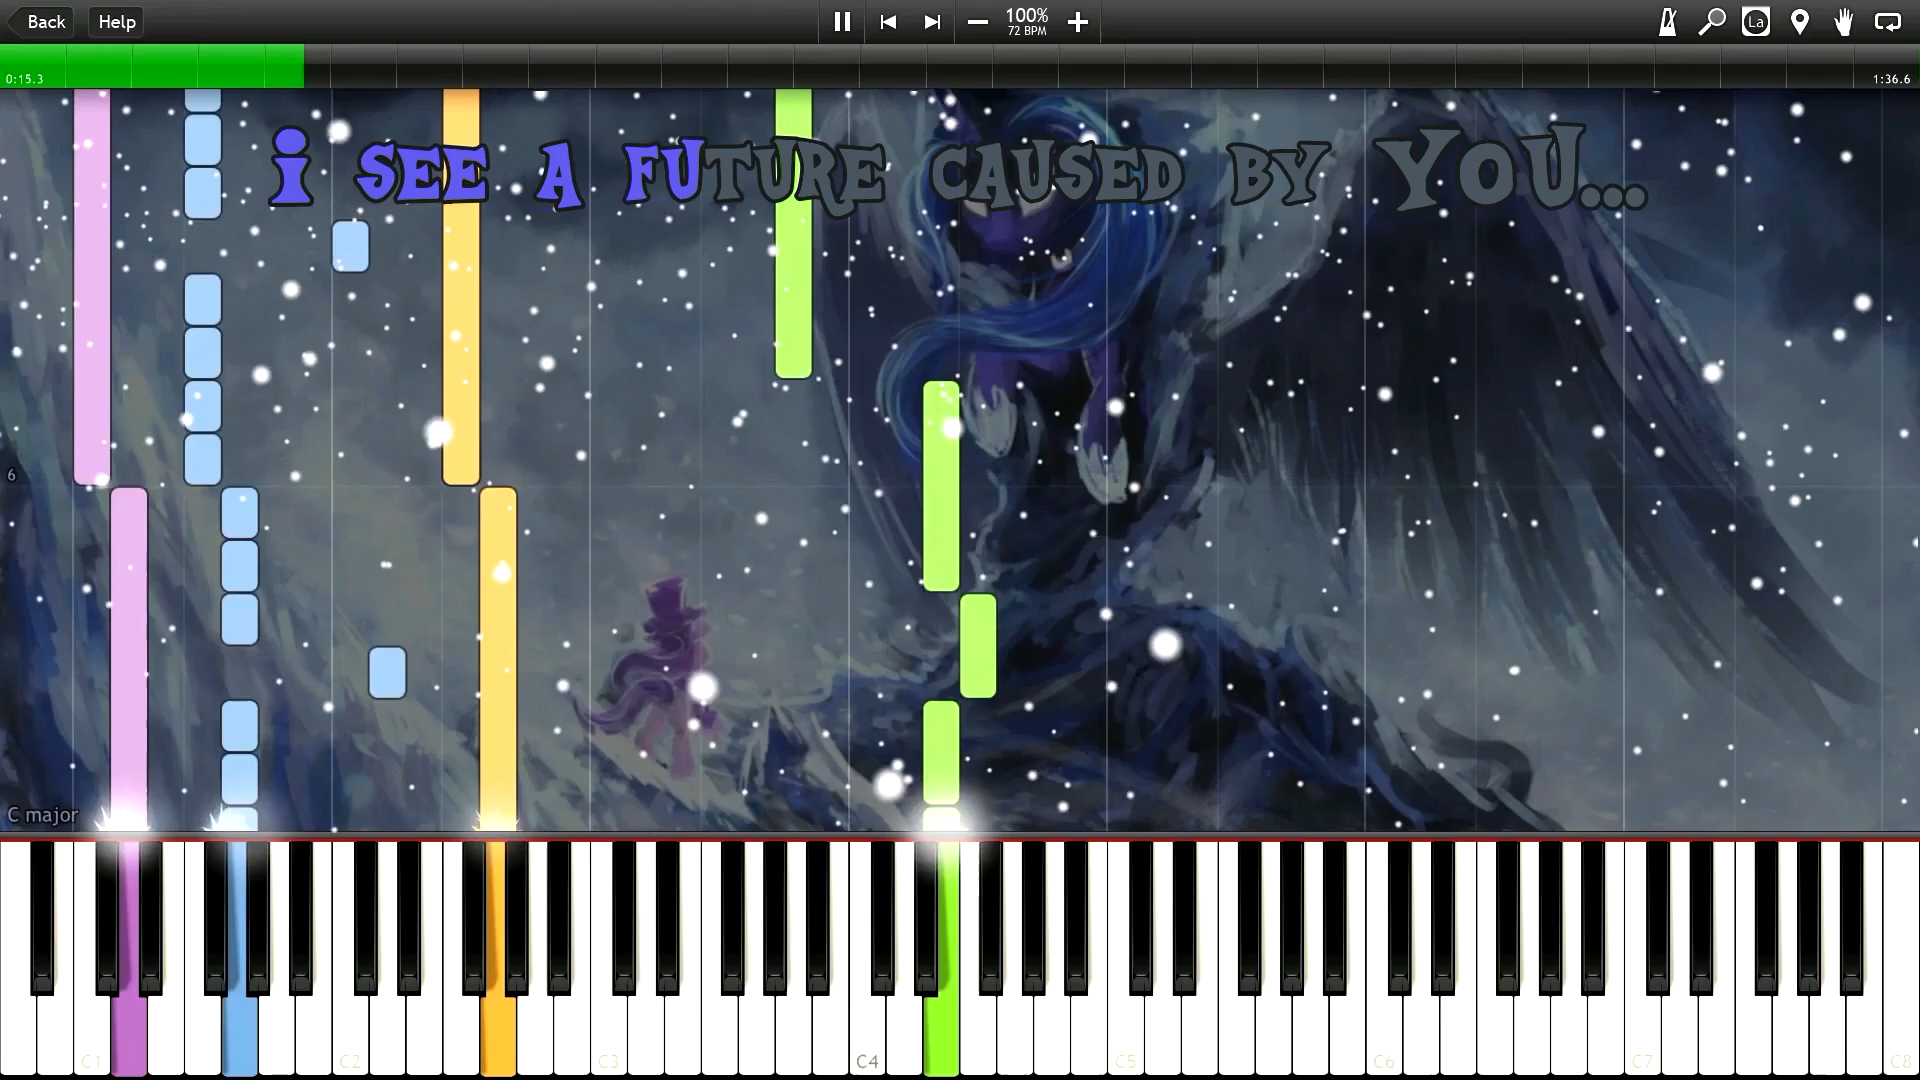 Back Help 100%
72 BPM La
0:15.3 1:36.6
i SEE A FUTURE CAUSED BY YOU...
6
C major
C1 C2 C3 C4 C5 C6 C7 C8